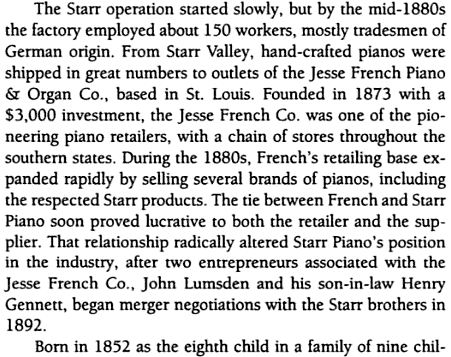 The Starr operation started slowly, but by the mid-1880s
the factory employed about 150 workers, mostly tradesmen of
German origin. From Starr Valley, hand-crafted pianos were
shipped in great numbers to outlets of the Jesse French Piano
& Organ Co., based in St. Louis. Founded in 1873 with a
$3,000 investment, the Jesse French Co. was one of the pio-
neering piano retailers, with a chain of stores throughout the
southern states. During the 1880s, French's retailing base ex-
panded rapidly by selling several brands of pianos, including
the respected Starr products. The tie between French and Starr
Piano soon proved lucrative to both the retailer and the sup-
plier. That relationship radically altered Starr Piano's position
in the industry, after two entrepreneurs associated with the
Jesse French Co., John Lumsden and his son-in-law Henry
Gennett, began merger negotiations with the Starr brothers in
1892.
Born in 1852 as the eighth child in a family of nine chil-